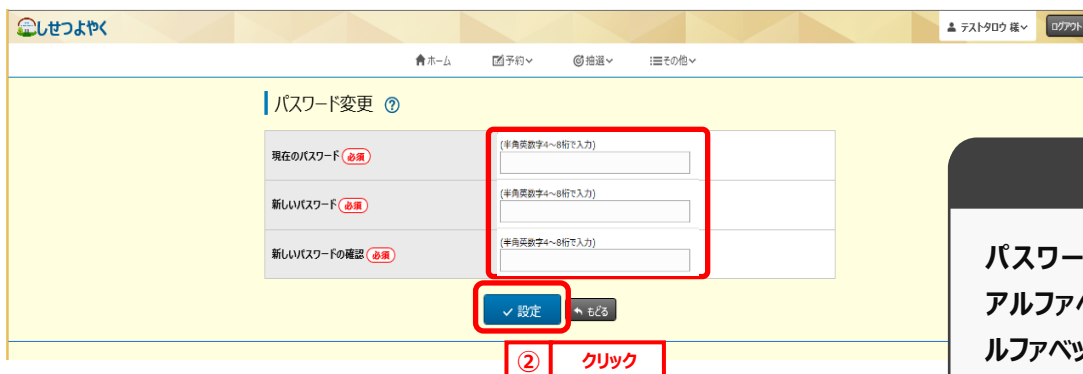 しせつよやく
テストタロウ 様
ログアウト
ホーム 予約 抽選 その他
パスワード変更 ?
現在のパスワード 必須
(半角英数字4~8桁で入力)
新しいパスワード 必須
(半角英数字4~8桁で入力)
新しいパスワードの確認 必須
(半角英数字4~8桁で入力)
設定 もどる
② クリック
パスワー
アルファ
ルファベッ